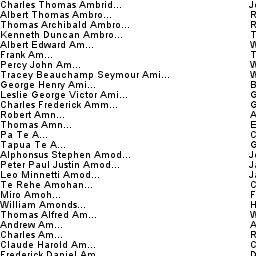 Charles Thomas Ambrid... J
Albert Thomas Ambro... R
Thomas Archibald Ambro... R
Kenneth Duncan Ambro... T
Albert Edward Am... W
Frank Am... T
Percy John Am... W
Tracey Beauchamp Seymour Ami... W
George Henry Ami... B
Leslie George Victor Ami... G
Charles Frederick Amm... G
Robert Amn... A
Thomas Amn... E
Pa Te A... C
Tapua Te A... G
Alphonsus Stephen Amod... J
Peter Paul Justin Amod... J
Leo Minnetti Amod... J
Te Rehe Amohan... C
Miro Amoh... F
William Amonds... H
Thomas Alfred Am... W
Andrew Am... A
Charles Am... R
Claude Harold Am... C
Frederick Daniel Am